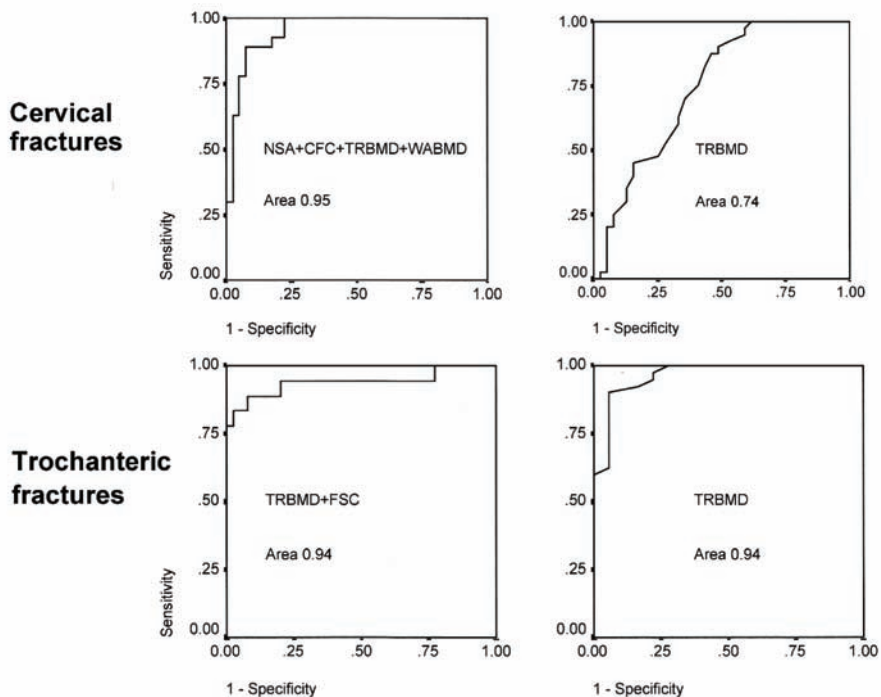 Cervical
fractures
Sensitivity
1.00
.75
.50
.25
0.00
NSA+CFC+TRBMD+WABMD
Area 0.95
0.00 .25 .50 .75 1.00
1 - Specificity
1.00
.75
.50
.25
0.00
TRBMD
Area 0.74
0.00 .25 .50 .75 1.00
1 - Specificity
Trochanteric
fractures
Sensitivity
1.00
.75
.50
.25
0.00
TRBMD+FSC
Area 0.94
0.00 .25 .50 .75 1.00
1 - Specificity
1.00
.75
.50
.25
0.00
TRBMD
Area 0.94
0.00 .25 .50 .75 1.00
1 - Specificity